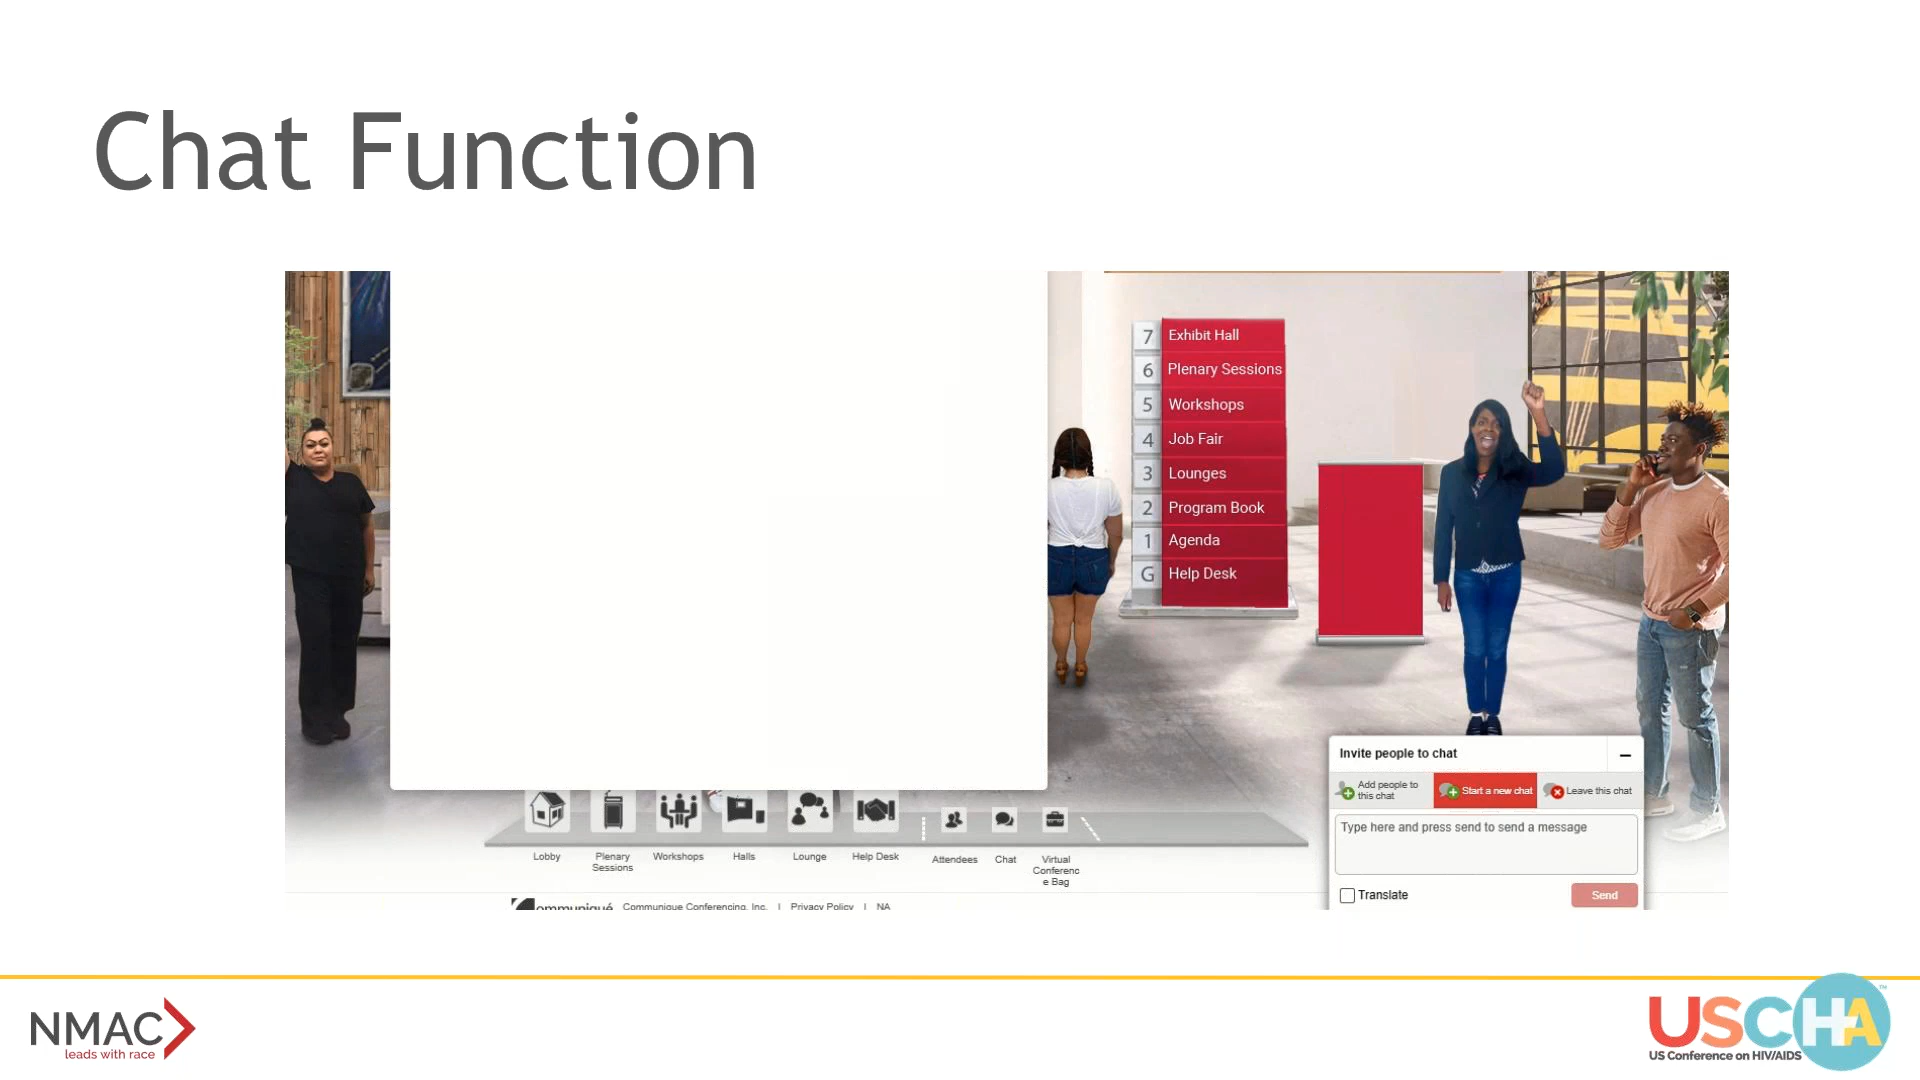 Chat Function
7 Exhibit Hall
6 Plenary Sessions
5 Workshops
4 Job Fair
3 Lounges
2 Program Book
1 Agenda
G Help Desk
Invite people to chat
Add people to
this chat
Start a new chat
Leave this chat
Type here and press send to send a message
Translate
Send
Lobby
Plenary
Sessions
Workshops
Halls
Lounge
Help Desk
Attendees
Chat
Virtual
Conferenc
e Bag
ommuniqué
Communique Conferencing, Inc. | Privacy Policy | NA
NMAC
leads with race
USCHA
TM
US Conference on HIV/AIDS